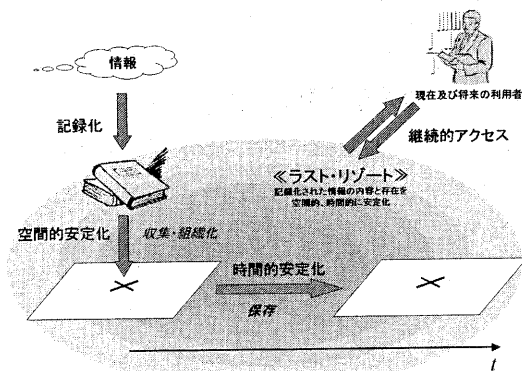 情報
現在及び将来の利用者
記録化
継続的アクセス
≪ラスト・リゾート≫
記録化された情報の内容と存在を
空間的、時間的に安定化
空間的安定化
収集・組織化
時間的安定化
保存
t